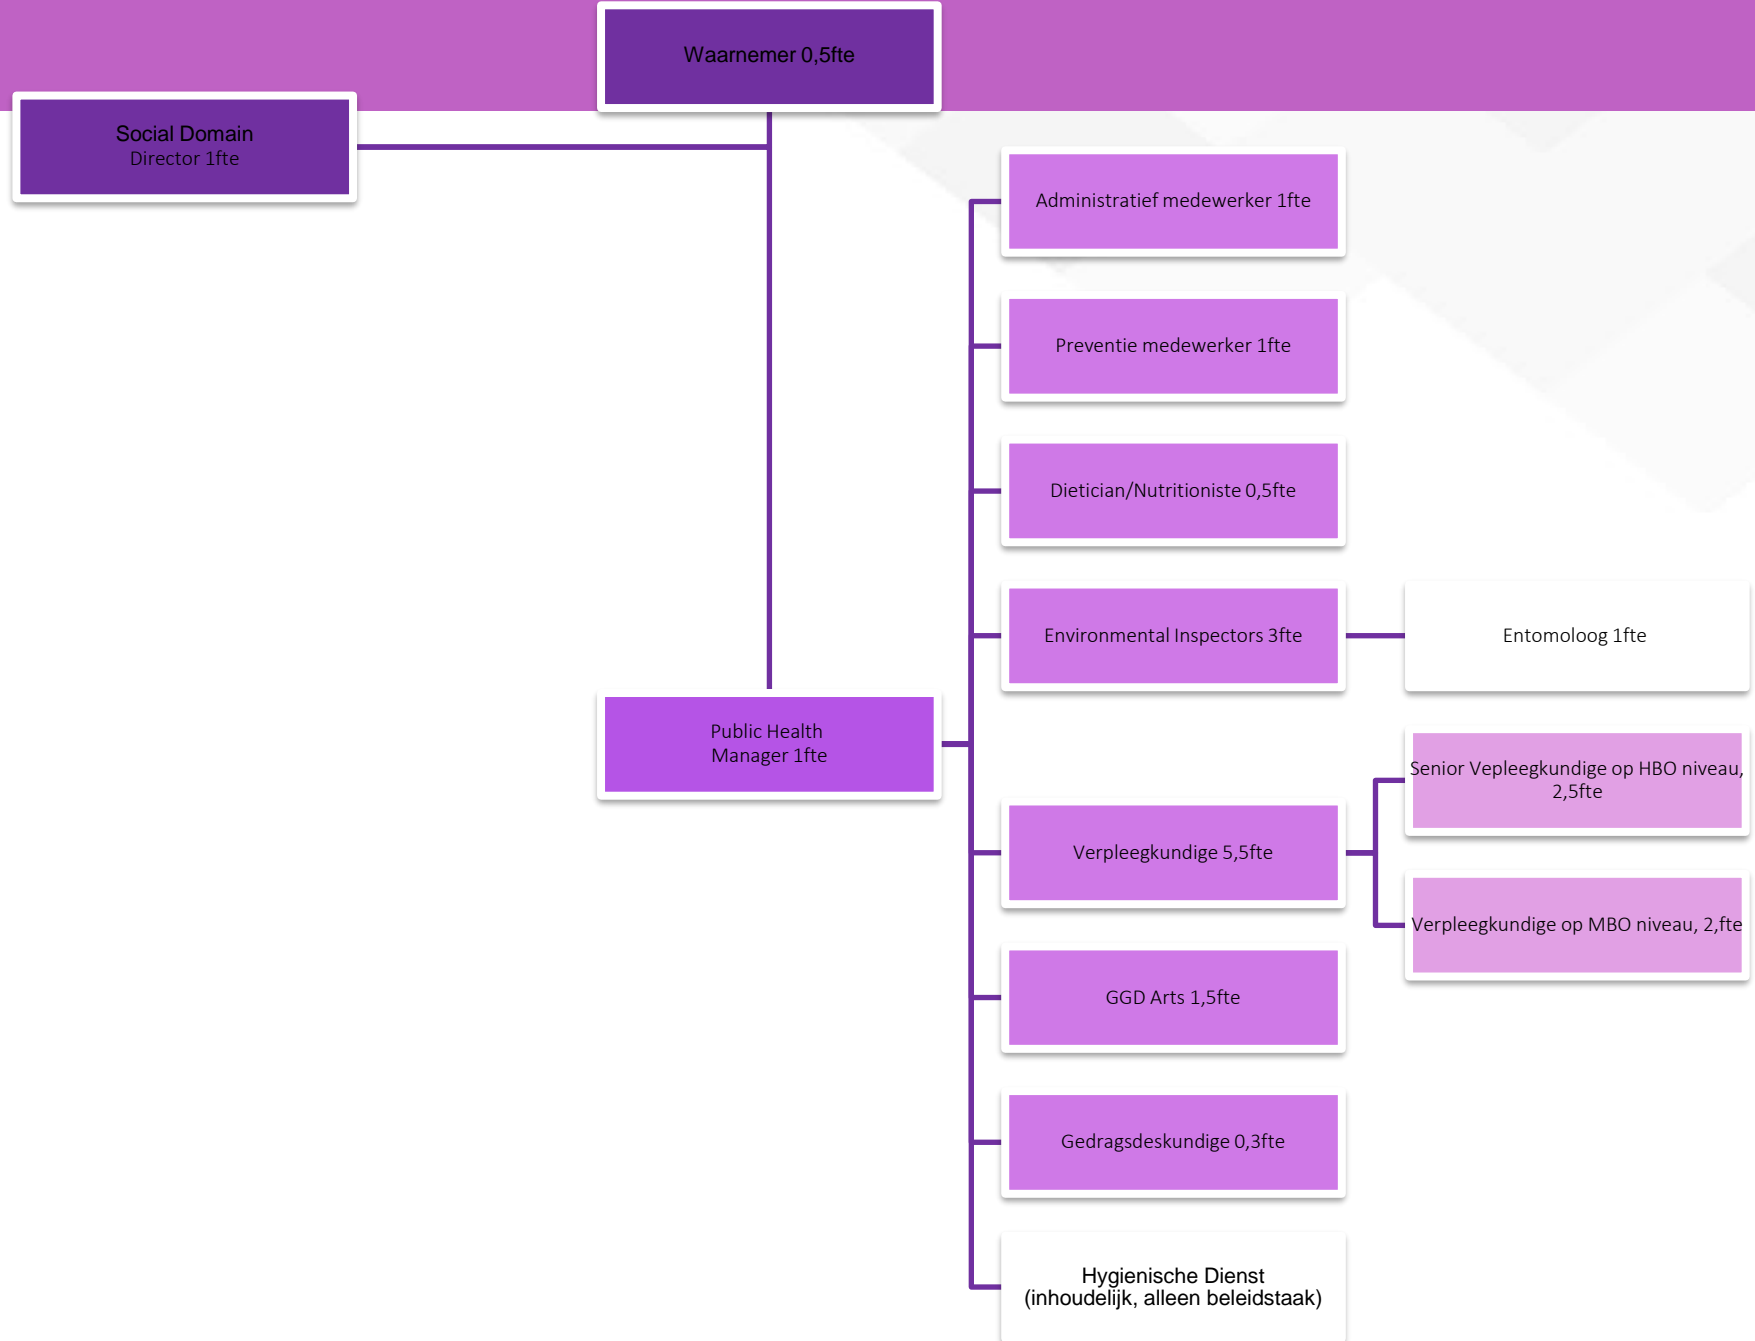 Waarnemer 0,5fte
Social Domain
Director 1fte
Administratief medewerker 1fte
Preventie medewerker 1fte
Dietician/Nutritioniste 0,5fte
Environmental Inspectors 3fte
Entomoloog 1fte
Public Health
Manager 1fte
Senior Vepleegkundige op HBO niveau,
2,5fte
Verpleegkundige 5,5fte
Verpleegkundige op MBO niveau, 2,fte
GGD Arts 1,5fte
Gedragsdeskundige 0,3fte
Hygienische Dienst
(inhoudelijk, alleen beleidstaak)